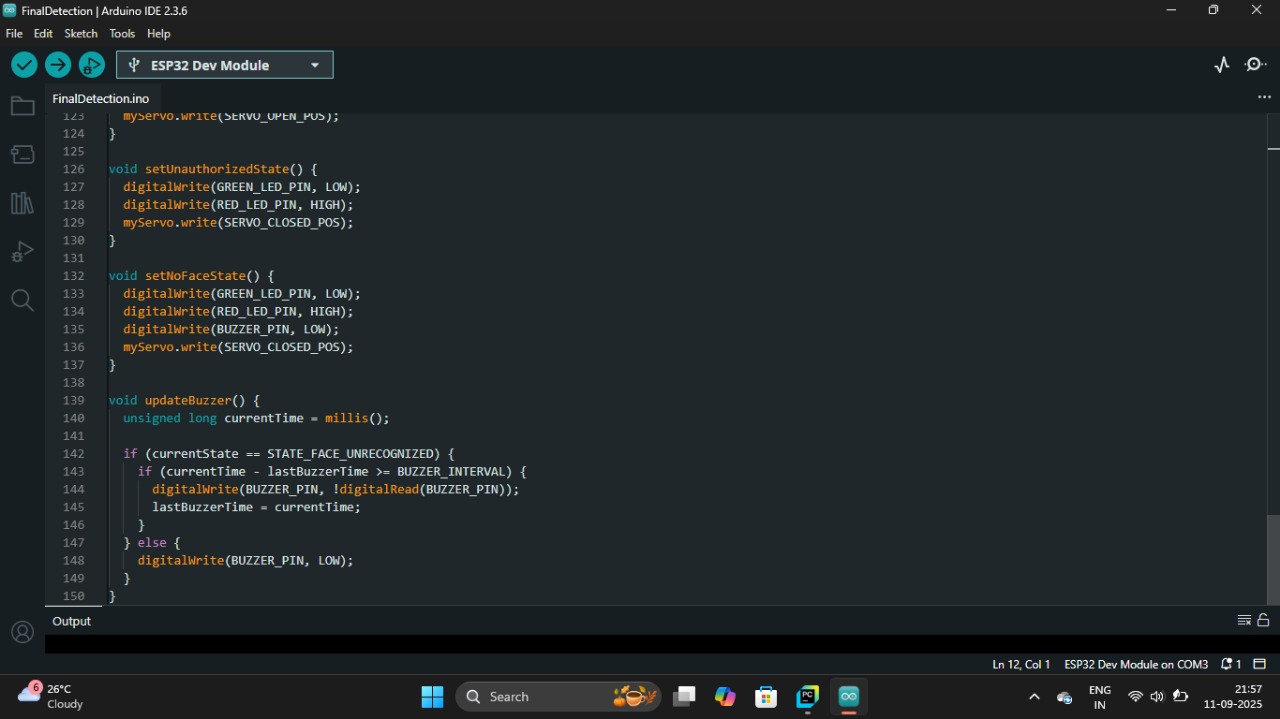 FinalDetection | Arduino IDE 2.3.6
File Edit Sketch Tools Help
ESP32 Dev Module
FinalDetection.ino
123 myServo.write(SERVO_OPEN_POS);
124 }
125
126 void setUnauthorizedState() {
127 digitalWrite(GREEN_LED_PIN, LOW);
128 digitalWrite(RED_LED_PIN, HIGH);
129 myServo.write(SERVO_CLOSED_POS);
130 }
131
132 void setNoFaceState() {
133 digitalWrite(GREEN_LED_PIN, LOW);
134 digitalWrite(RED_LED_PIN, HIGH);
135 digitalWrite(BUZZER_PIN, LOW);
136 myServo.write(SERVO_CLOSED_POS);
137 }
138
139 void updateBuzzer() {
140 unsigned long currentTime = millis();
141
142 if (currentState == STATE_FACE_UNRECOGNIZED) {
143 if (currentTime - lastBuzzerTime >= BUZZER_INTERVAL) {
144 digitalWrite(BUZZER_PIN, !digitalRead(BUZZER_PIN));
145 lastBuzzerTime = currentTime;
146 }
147 } else {
148 digitalWrite(BUZZER_PIN, LOW);
149 }
150 }
Output
Ln 12, Col 1 ESP32 Dev Module on COM3 1
6 26°C
Cloudy
Search
PC
ENG
IN
21:57
11-09-2025